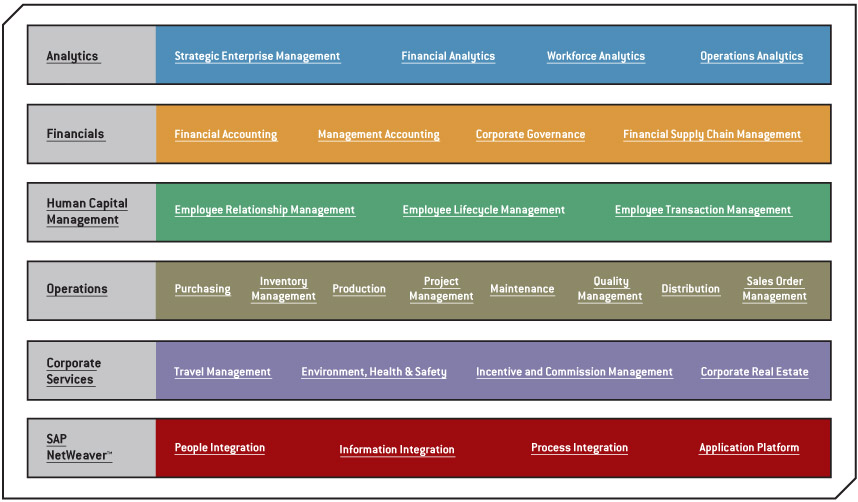 Analytics
Strategic Enterprise Management
Financial Analytics
Workforce Analytics
Operations Analytics
Financials
Financial Accounting
Management Accounting
Corporate Governance
Financial Supply Chain Management
Human Capital
Management
Employee Relationship Management
Employee Lifecycle Management
Employee Transaction Management
Operations
Purchasing
Inventory
Management
Production
Project
Management
Maintenance
Quality
Management
Distribution
Sales Order
Management
Corporate
Services
Travel Management
Environment, Health & Safety
Incentive and Commission Management
Corporate Real Estate
SAP
NetWeaver™
People Integration
Information Integration
Process Integration
Application Platform